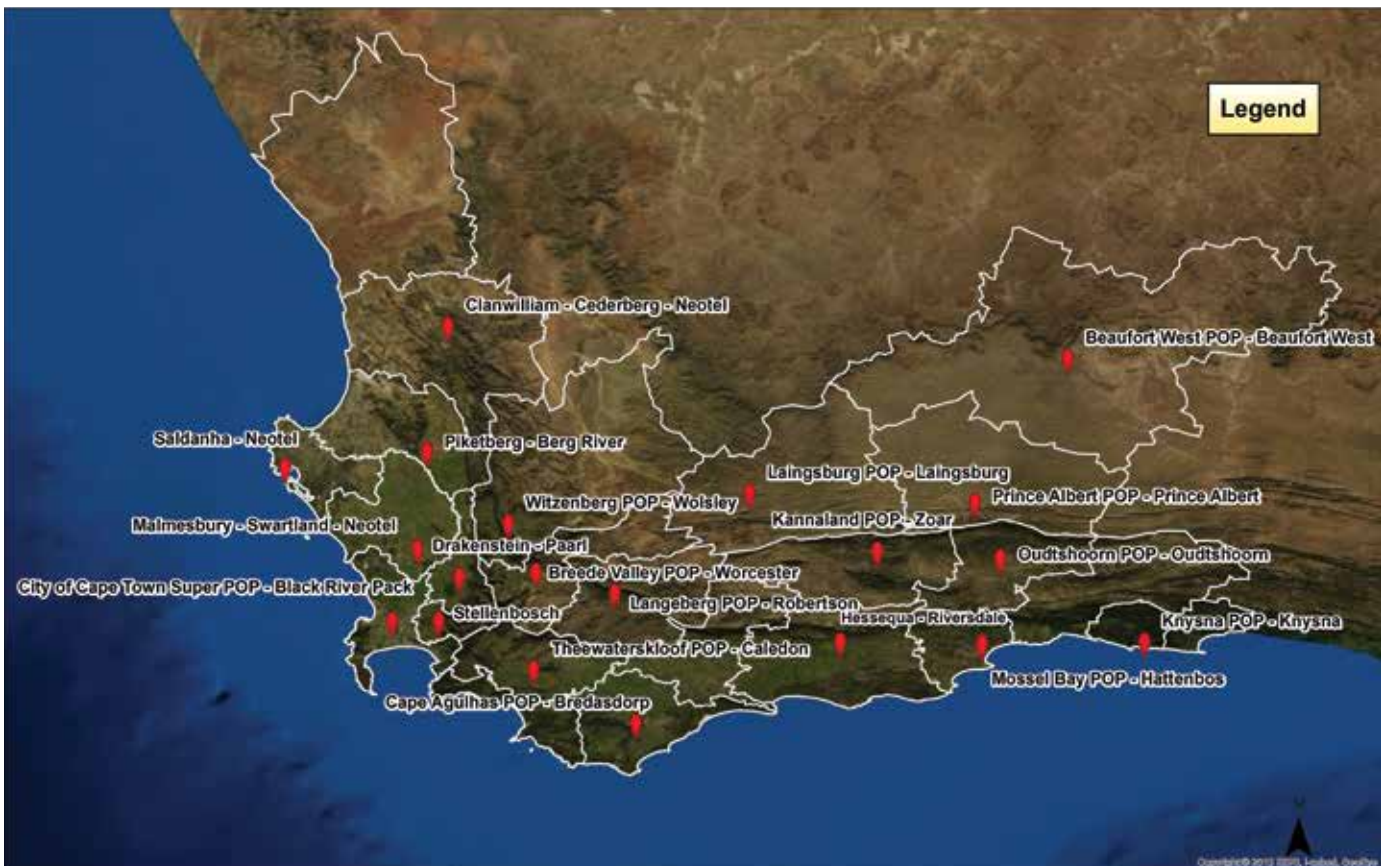 Legend
Clanwilliam - Cederberg - Neotel
Beaufort West POP - Beaufort West
Saldanha - Neotel
Piketberg - Berg River
Laingsburg POP - Laingsburg
Witzenberg POP - Wolsley
Prince Albert POP - Prince Albert
Kannaland POP - Zoar
Malmesbury - Swartland - Neotel
Drakenstein - Paarl
Oudtshoorn POP - Oudtshoorn
Breede Valley POP - Worcester
City of Cape Town Super POP - Black River Pack
Langeberg POP - Robertson
Stellenbosch
Hessequa - Riversdale
Knysna POP - Knysna
Theewaterskloof POP - Caledon
Mossel Bay POP - Hattenbos
Cape Agulhas POP - Bredasdorp